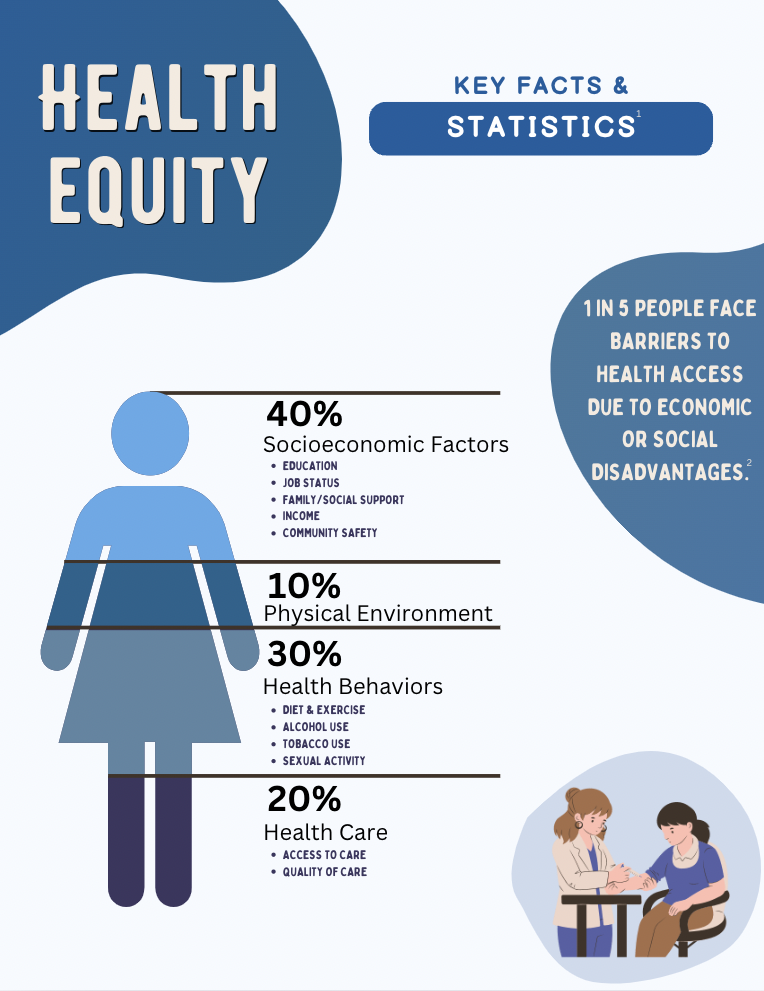 HEALTH
EQUITY
KEY FACTS &
STATISTICS1
1 IN 5 PEOPLE FACE
BARRIERS TO
HEALTH ACCESS
DUE TO ECONOMIC
OR SOCIAL
DISADVANTAGES.2
40%
Socioeconomic Factors
• EDUCATION
• JOB STATUS
• FAMILY/SOCIAL SUPPORT
• INCOME
• COMMUNITY SAFETY
10%
Physical Environment
30%
Health Behaviors
• DIET & EXERCISE
• ALCOHOL USE
• TOBACCO USE
• SEXUAL ACTIVITY
20%
Health Care
• ACCESS TO CARE
• QUALITY OF CARE